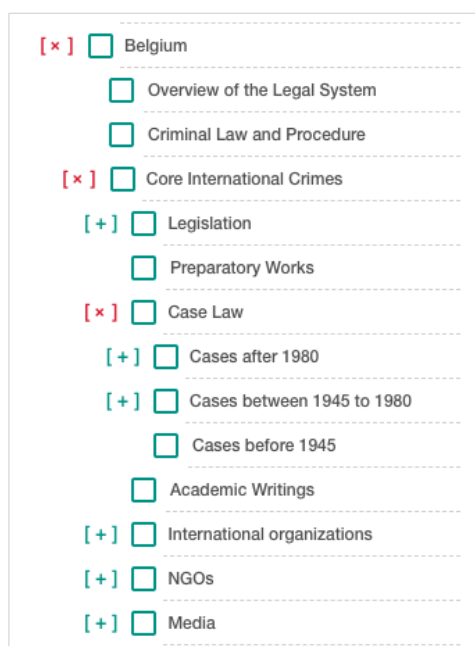 [×] Belgium
Overview of the Legal System
Criminal Law and Procedure
[×] Core International Crimes
[+] Legislation
Preparatory Works
[×] Case Law
[+] Cases after 1980
[+] Cases between 1945 to 1980
Cases before 1945
Academic Writings
[+] International organizations
[+] NGOs
[+] Media